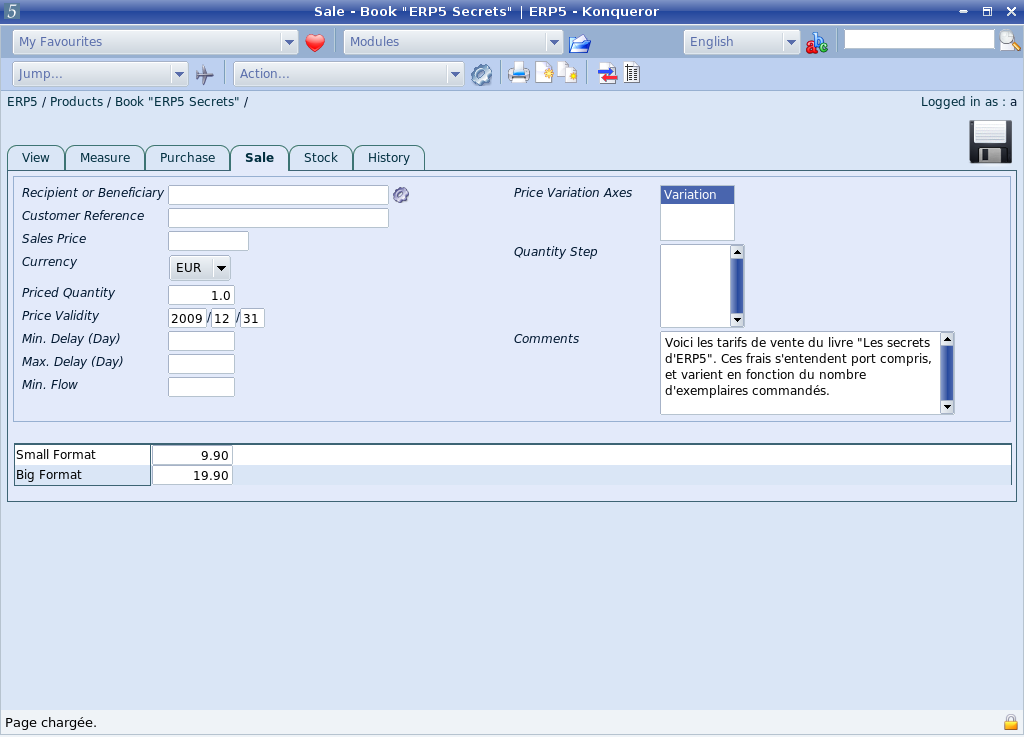 5 Sale - Book "ERP5 Secrets" | ERP5 - Konqueror
My Favourites Modules English
Jump... Action...
ERP5 / Products / Book "ERP5 Secrets" / Logged in as : a
View Measure Purchase Sale Stock History
Recipient or Beneficiary
Customer Reference
Sales Price
Currency EUR
Priced Quantity 1.0
Price Validity 2009 / 12 / 31
Min. Delay (Day)
Max. Delay (Day)
Min. Flow
Price Variation Axes Variation
Quantity Step
Comments
Voici les tarifs de vente du livre "Les secrets
d'ERP5". Ces frais s'entendent port compris,
et varient en fonction du nombre
d'exemplaires commandés.
Small Format 9.90
Big Format 19.90
Page chargée.